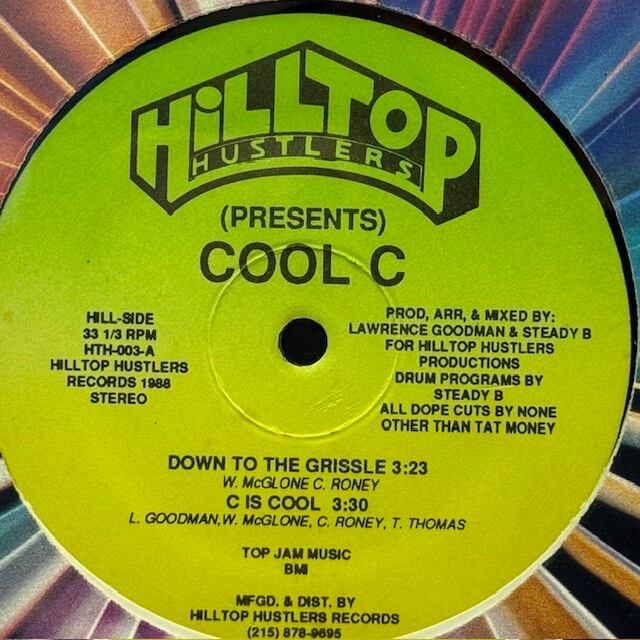 HiLLTOP
HUSTLERS
(PRESENTS)
COOL C
HILL-SIDE
33 1/3 RPM
HTH-003-A
HILLTOP HUSTLERS
RECORDS 1988
STEREO
PROD, ARR, & MIXED BY:
LAWRENCE GOODMAN & STEADY B
FOR HILLTOP HUSTLERS
PRODUCTIONS
DRUM PROGRAMS BY
STEADY B
ALL DOPE CUTS BY NONE
OTHER THAN TAT MONEY
DOWN TO THE GRISSLE 3:23
W. McGLONE C. RONEY
C IS COOL 3:30
L. GOODMAN,W. McGLONE, C. RONEY, T. THOMAS
TOP JAM MUSIC
BMI
MFGD. & DIST. BY
HILLTOP HUSTLERS RECORDS
(215) 878-9695